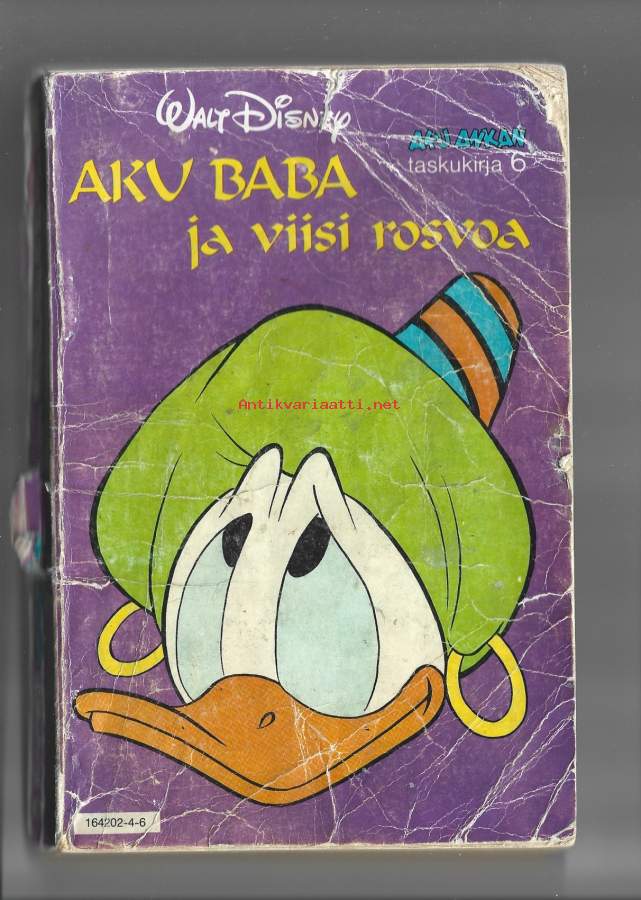 Walt Disney
AKU ANKAN
taskukirja 6
AKU BABA
ja viisi rosvoa
Antikvariaatti.net
164202-4-6